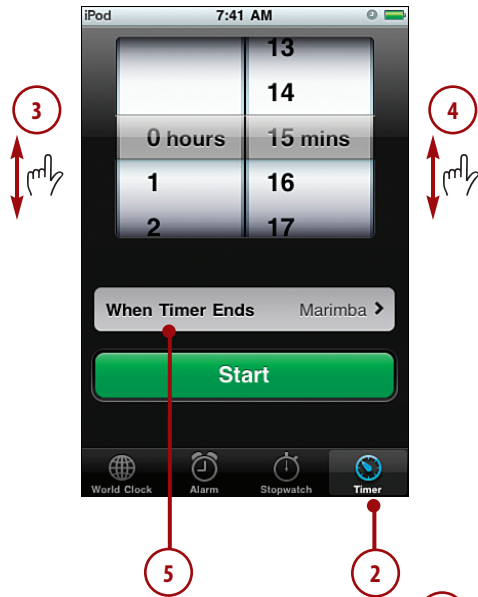 iPod 7:41 AM
13
14
3 4
0 hours 15 mins
1 16
2 17
When Timer Ends Marimba >
Start
World Clock Alarm Stopwatch Timer
5 2